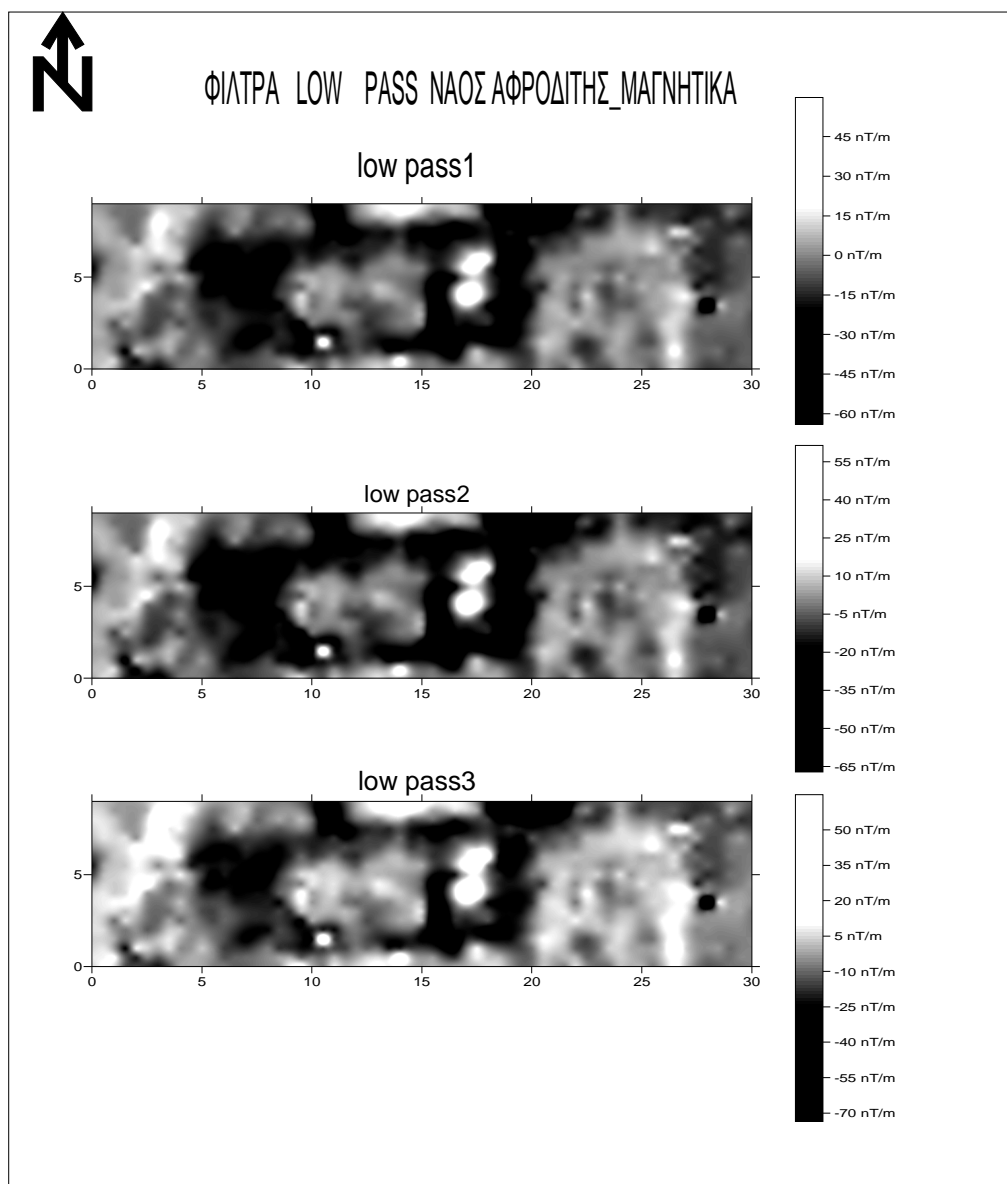 N
ΦΙΛΤΡΑ LOW PASS ΝΑΟΣ ΑΦΡΟΔΙΤΗΣ_ΜΑΓΝΗΤΙΚΑ
low pass1
5
0
0 5 10 15 20 25 30
45 nT/m
30 nT/m
15 nT/m
0 nT/m
-15 nT/m
-30 nT/m
-45 nT/m
-60 nT/m
low pass2
5
0
0 5 10 15 20 25 30
55 nT/m
40 nT/m
25 nT/m
10 nT/m
-5 nT/m
-20 nT/m
-35 nT/m
-50 nT/m
-65 nT/m
low pass3
5
0
0 5 10 15 20 25 30
50 nT/m
35 nT/m
20 nT/m
5 nT/m
-10 nT/m
-25 nT/m
-40 nT/m
-55 nT/m
-70 nT/m